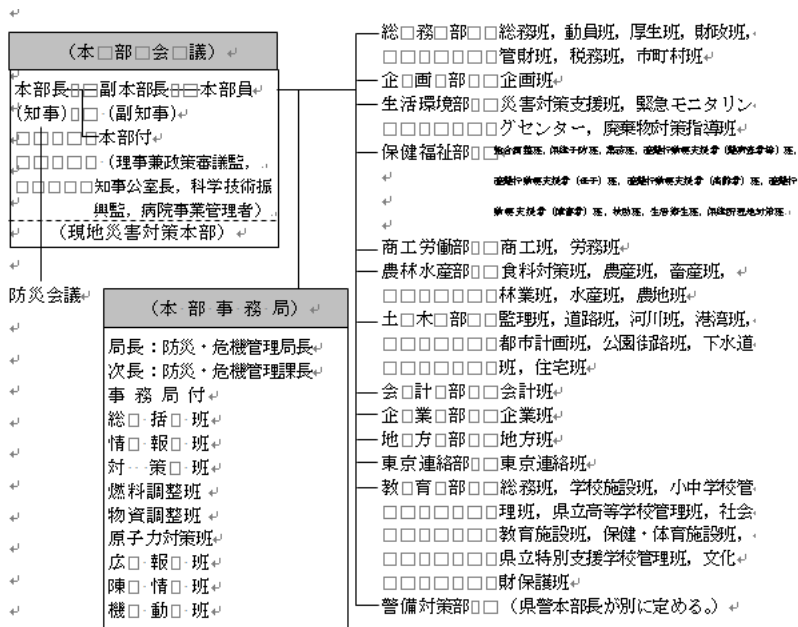 （本部会議）
本部長 副本部長 本部員
(知事) (副知事)
本部付
(理事兼政策審議監，
知事公室長，科学技術振
興監，病院事業管理者)
(現地災害対策本部)
防災会議
（本部事務局）
局長：防災・危機管理局長
次長：防災・危機管理課長
事務局付
総括班
情報班
対策班
燃料調整班
物資調整班
原子力対策班
広報班
陳情班
機動班
総務部 総務班，動員班，厚生班，財政班，
管財班，税務班，市町村班
企画部 企画班
生活環境部 災害対策支援班，緊急モニタリン
グセンター，廃棄物対策指導班
保健福祉部
商工労働部 商工班，労務班
農林水産部 食料対策班，農産班，畜産班，
林業班，水産班，農地班
土木部 監理班，道路班，河川班，港湾班，
都市計画班，公園街路班，下水道
班，住宅班
会計部 会計班
企業部 企業班
地方部 地方班
東京連絡部 東京連絡班
教育部 総務班，学校施設班，小中学校管
理班，県立高等学校管理班，社会
教育施設班，保健・体育施設班，
県立特別支援学校管理班，文化
財保護班
警備対策部 （県警本部長が別に定める。）